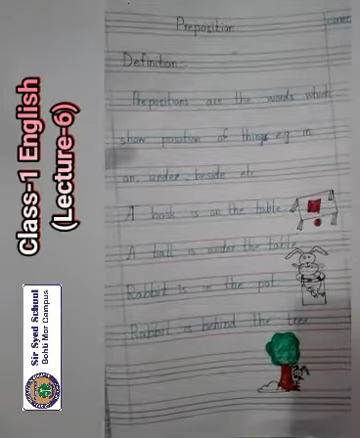 Class-1 English
(Lecture-6)
Sir Syed School
Bohti Mor Campus
Preposition
Definition:
Prepositions are the words which
show position of things e.g in
on, under, beside etc
A book is on the table
A ball is under the table
Rabbit is in the pot
Rabbit is behind the tree